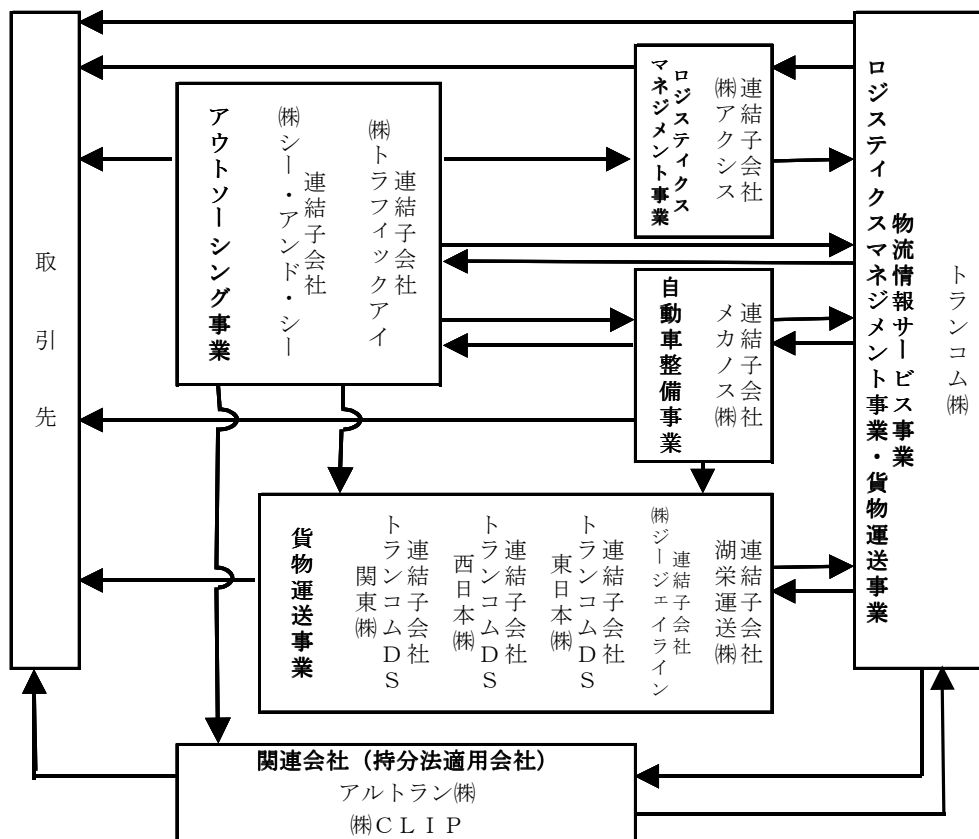 取引先
アウトソーシング事業
連結子会社
㈱シー・アンド・シー
連結子会社
㈱トラフィックアイ
ロジスティクス
マネジメント事業
連結子会社
㈱アクシス
自動車整備事業
連結子会社
メカノス㈱
貨物運送事業
連結子会社
トランコムDS
関東㈱
連結子会社
トランコムDS
西日本㈱
連結子会社
トランコムDS
東日本㈱
連結子会社
㈱ジージェイライン
連結子会社
湖栄運送㈱
トランコム㈱
物流情報サービス事業
ロジスティクスマネジメント事業・貨物運送事業
関連会社（持分法適用会社）
アルトラン㈱
㈱CLIP